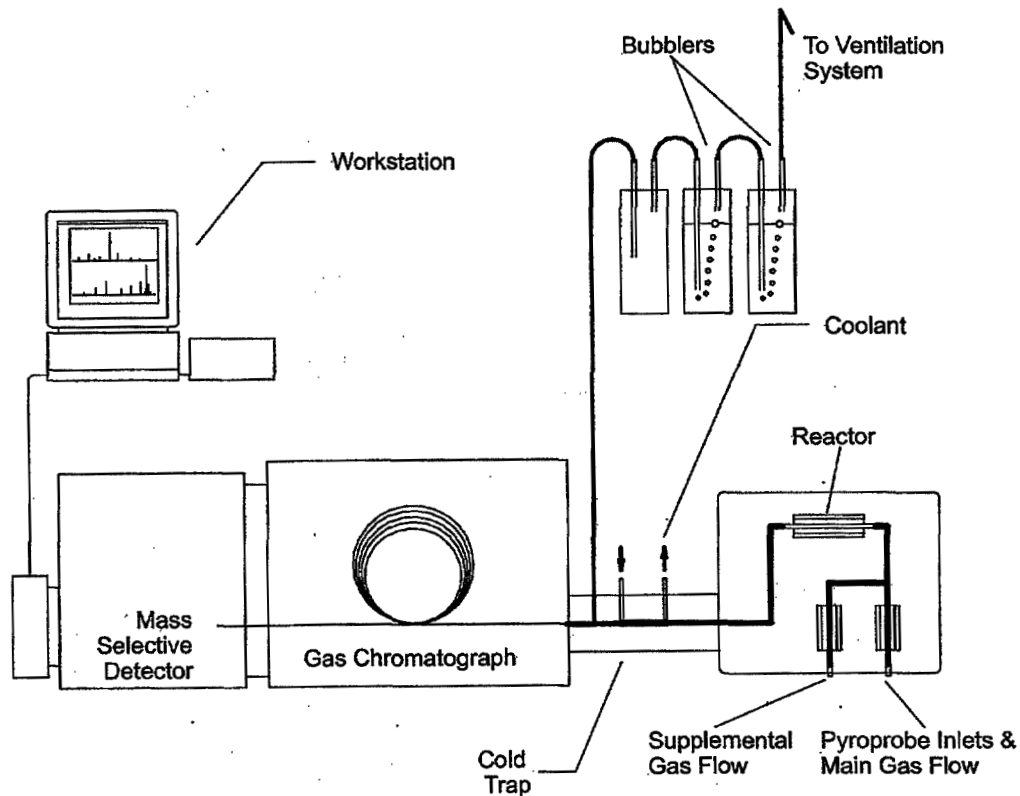 Bubblers
To Ventilation
System
Workstation
Coolant
Reactor
Mass
Selective
Detector
Gas Chromatograph
Cold
Trap
Supplemental
Gas Flow
Pyroprobe Inlets &
Main Gas Flow